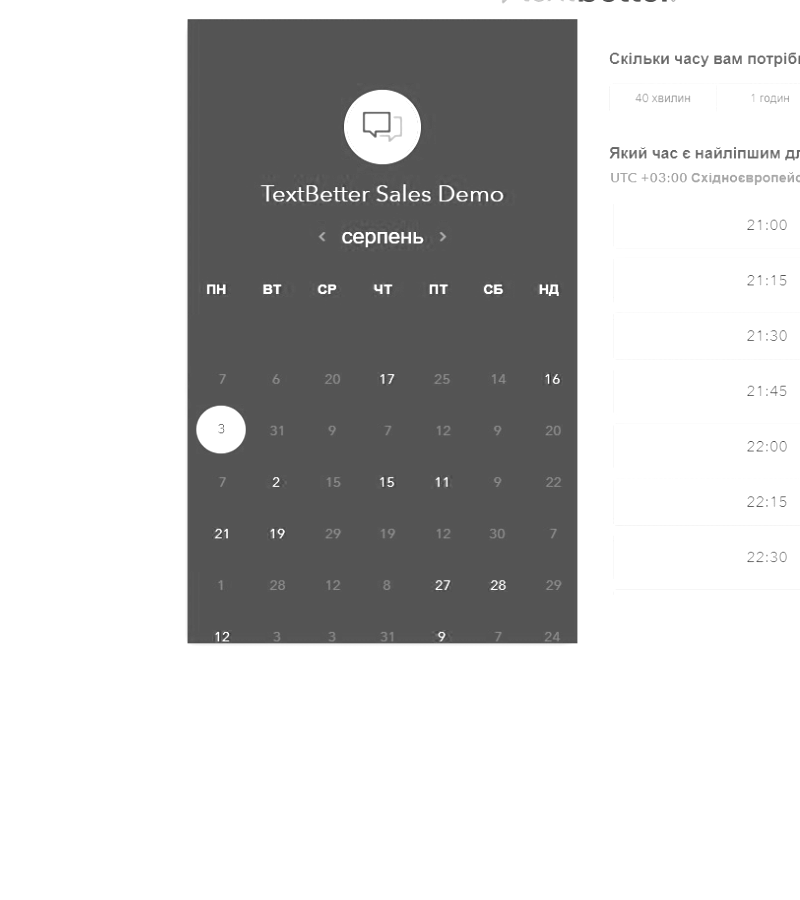 textbetter.
TextBetter Sales Demo
‹ серпень ›
ПН ВТ СР ЧТ ПТ СБ НД
7 6 20 17 25 14 16
3 31 9 7 12 9 20
7 2 15 15 11 9 22
21 19 29 19 12 30 7
1 28 12 8 27 28 29
12 3 3 31 9 7 24
Скільки часу вам потріб
40 хвилин 1 годин
Який час є найліпшим д
UTC +03:00 Східноєвропейс
21:00
21:15
21:30
21:45
22:00
22:15
22:30